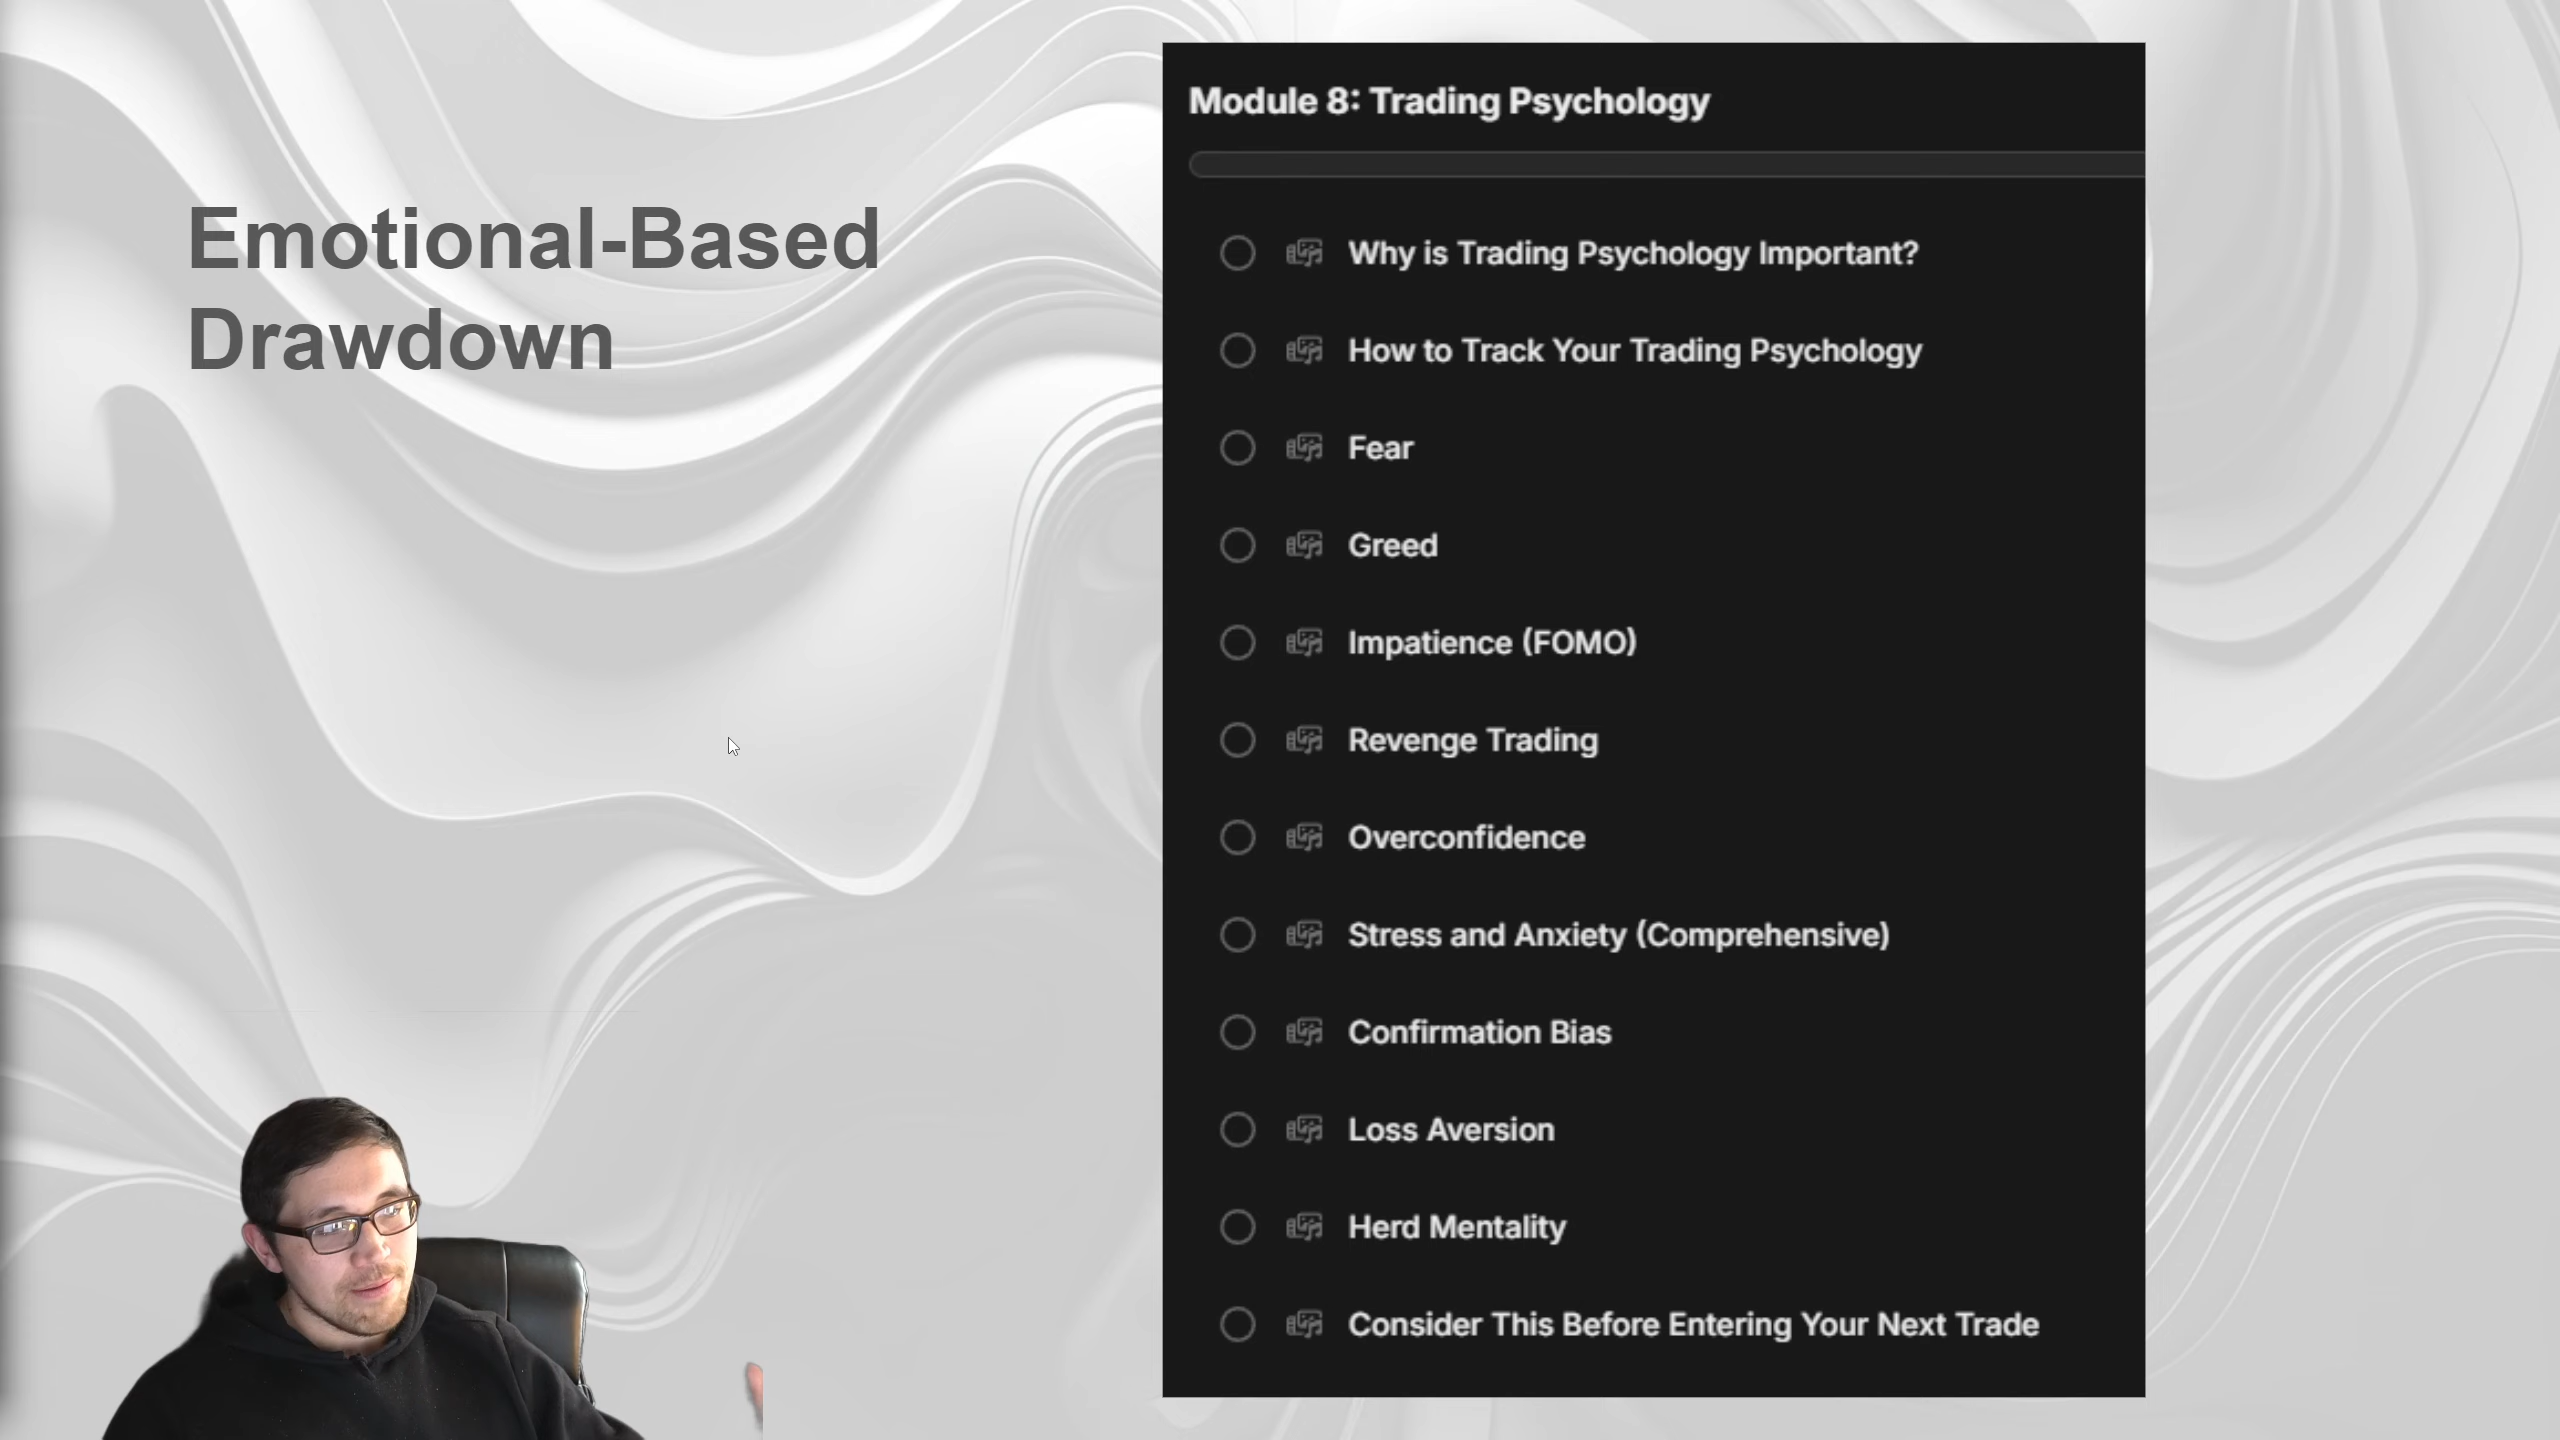 Emotional-Based
Drawdown
Module 8: Trading Psychology
Why is Trading Psychology Important?
How to Track Your Trading Psychology
Fear
Greed
Impatience (FOMO)
Revenge Trading
Overconfidence
Stress and Anxiety (Comprehensive)
Confirmation Bias
Loss Aversion
Herd Mentality
Consider This Before Entering Your Next Trade